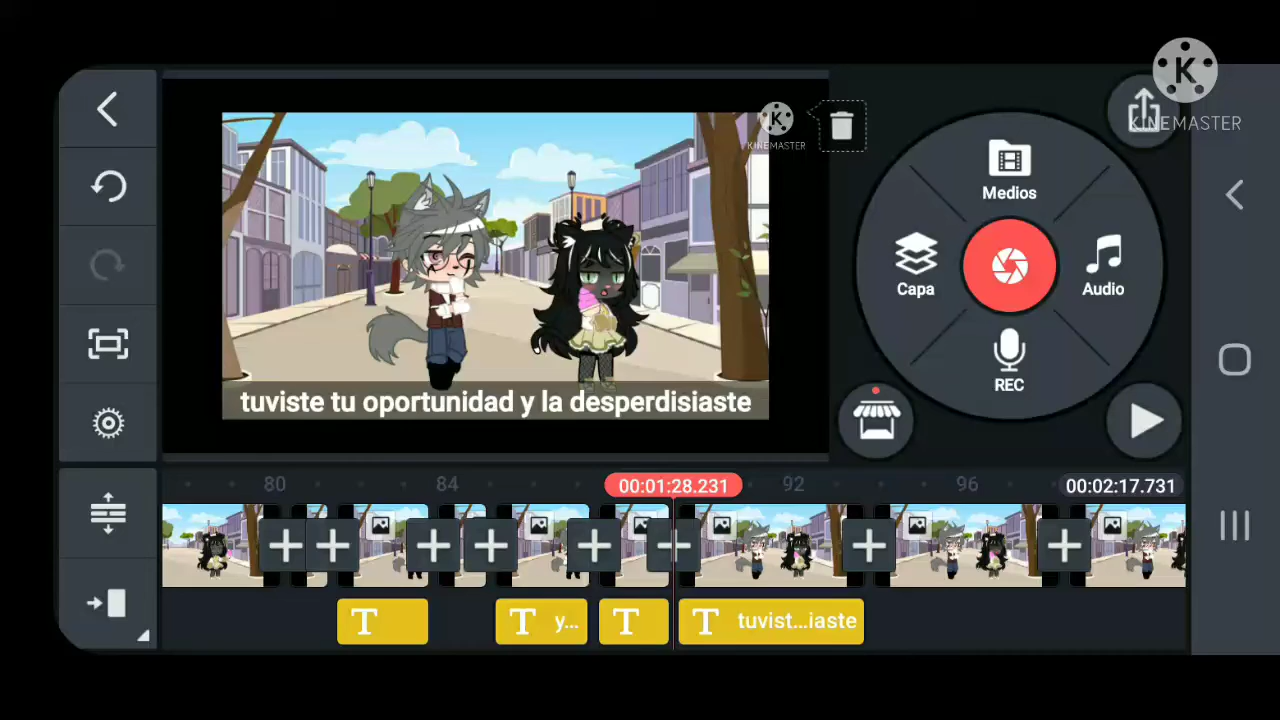 K
KINEMASTER
K
KINEMASTER
Medios
Capa
Audio
REC
tuviste tu oportunidad y la desperdisiaste
80
84
00:01:28.231
92
96
00:02:17.731
T
T y...
T
T tuvist...iaste